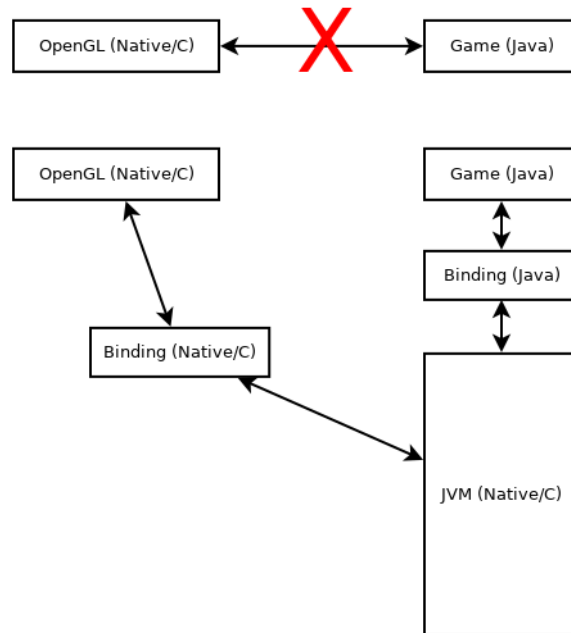 OpenGL (Native/C)
Game (Java)
X
OpenGL (Native/C)
Game (Java)
Binding (Java)
Binding (Native/C)
JVM (Native/C)